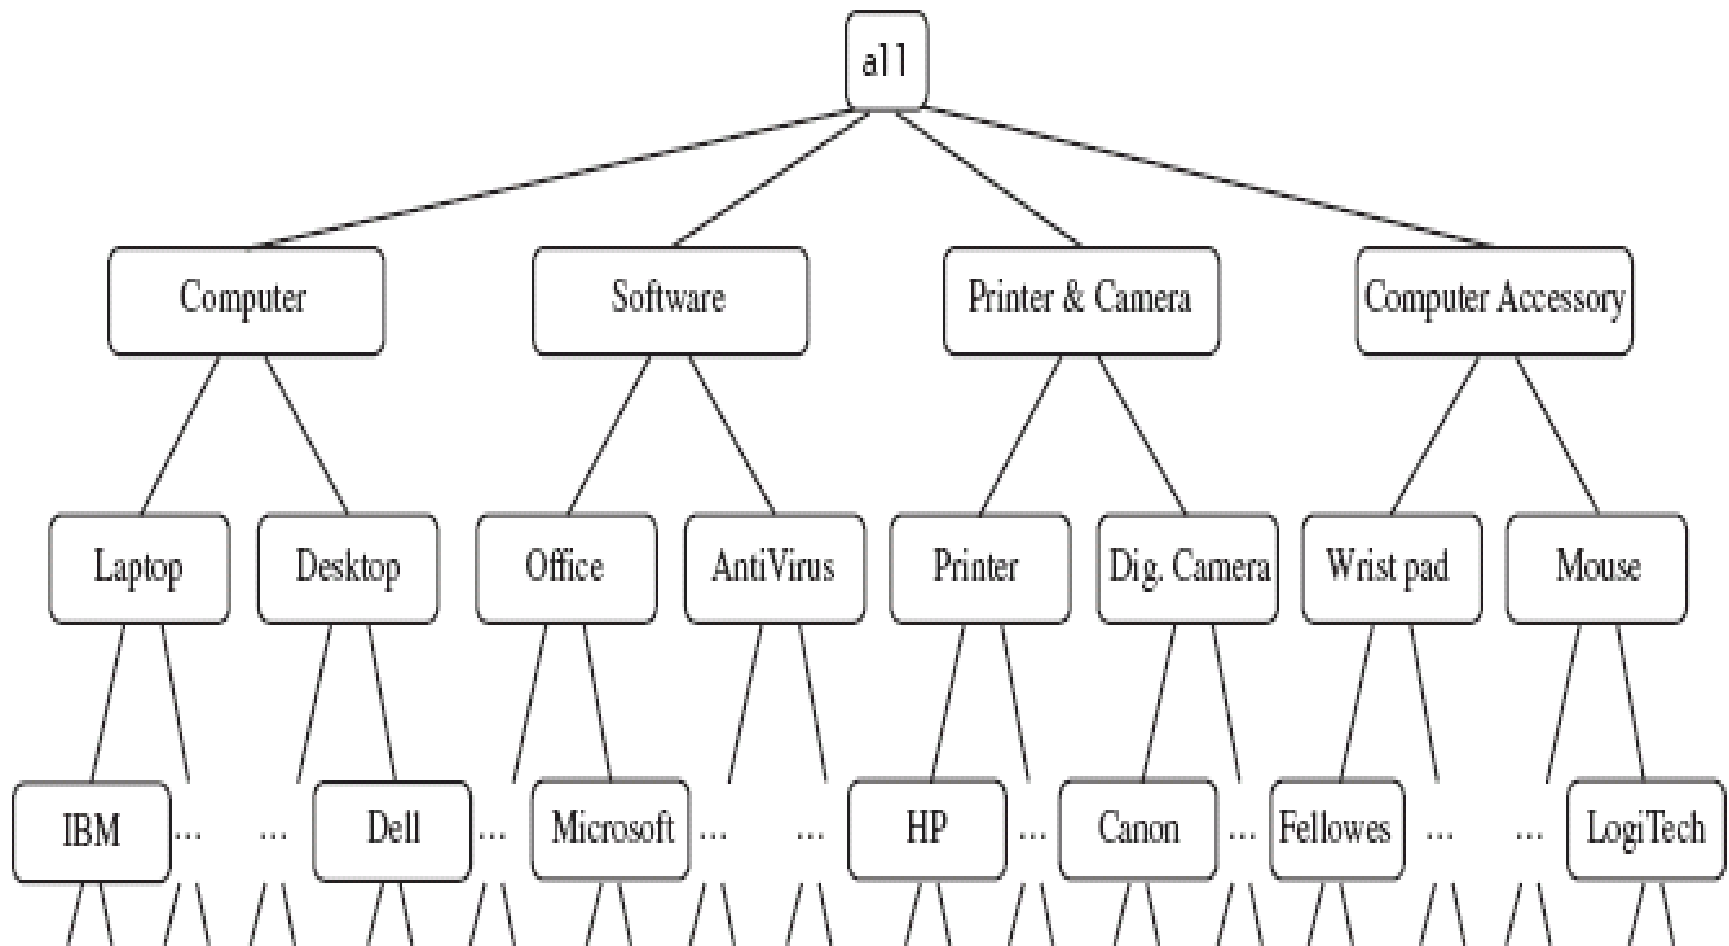 all
Computer
Software
Printer & Camera
Computer Accessory
Laptop
Desktop
Office
AntiVirus
Printer
Dig. Camera
Wrist pad
Mouse
IBM
...
...
Dell
...
Microsoft
...
...
HP
...
Canon
...
Fellowes
...
...
LogiTech